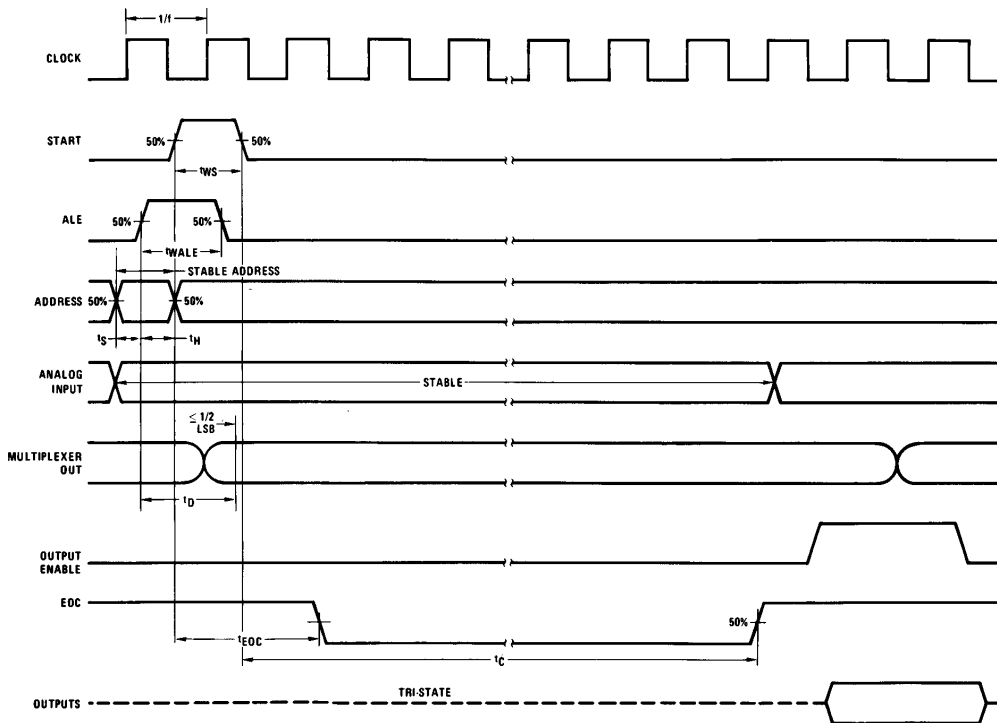 1/f
CLOCK
START
50%
50%
tWS
ALE
50%
50%
tWALE
STABLE ADDRESS
ADDRESS
50%
50%
tS
tH
ANALOG
INPUT
STABLE
≤ 1/2
LSB
MULTIPLEXER
OUT
tD
OUTPUT
ENABLE
EOC
50%
tEOC
tC
TRI-STATE
OUTPUTS